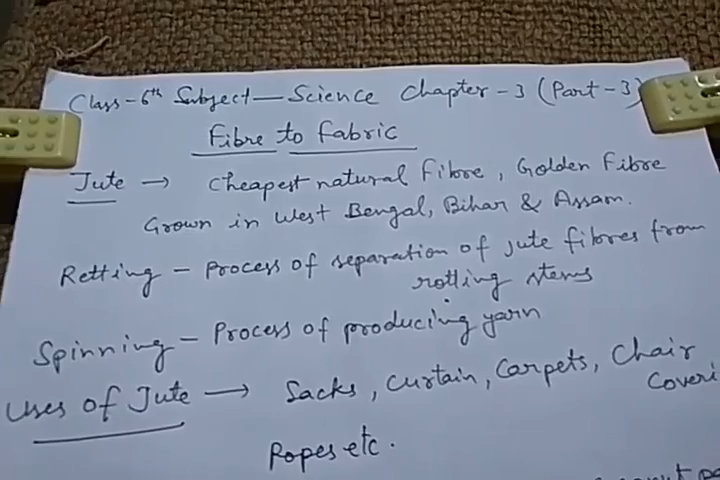 Class-6th Subject — Science Chapter - 3 (Part - 3)
Fibre to Fabric
Jute → Cheapest natural Fibre, Golden Fibre
Grown in West Bengal, Bihar & Assam.
Retting - Process of separation of jute fibres from
rotting stems
Spinning - Process of producing yarn
Uses of Jute → Sacks, Curtain, Carpets, Chair
Coveri
Ropes etc.